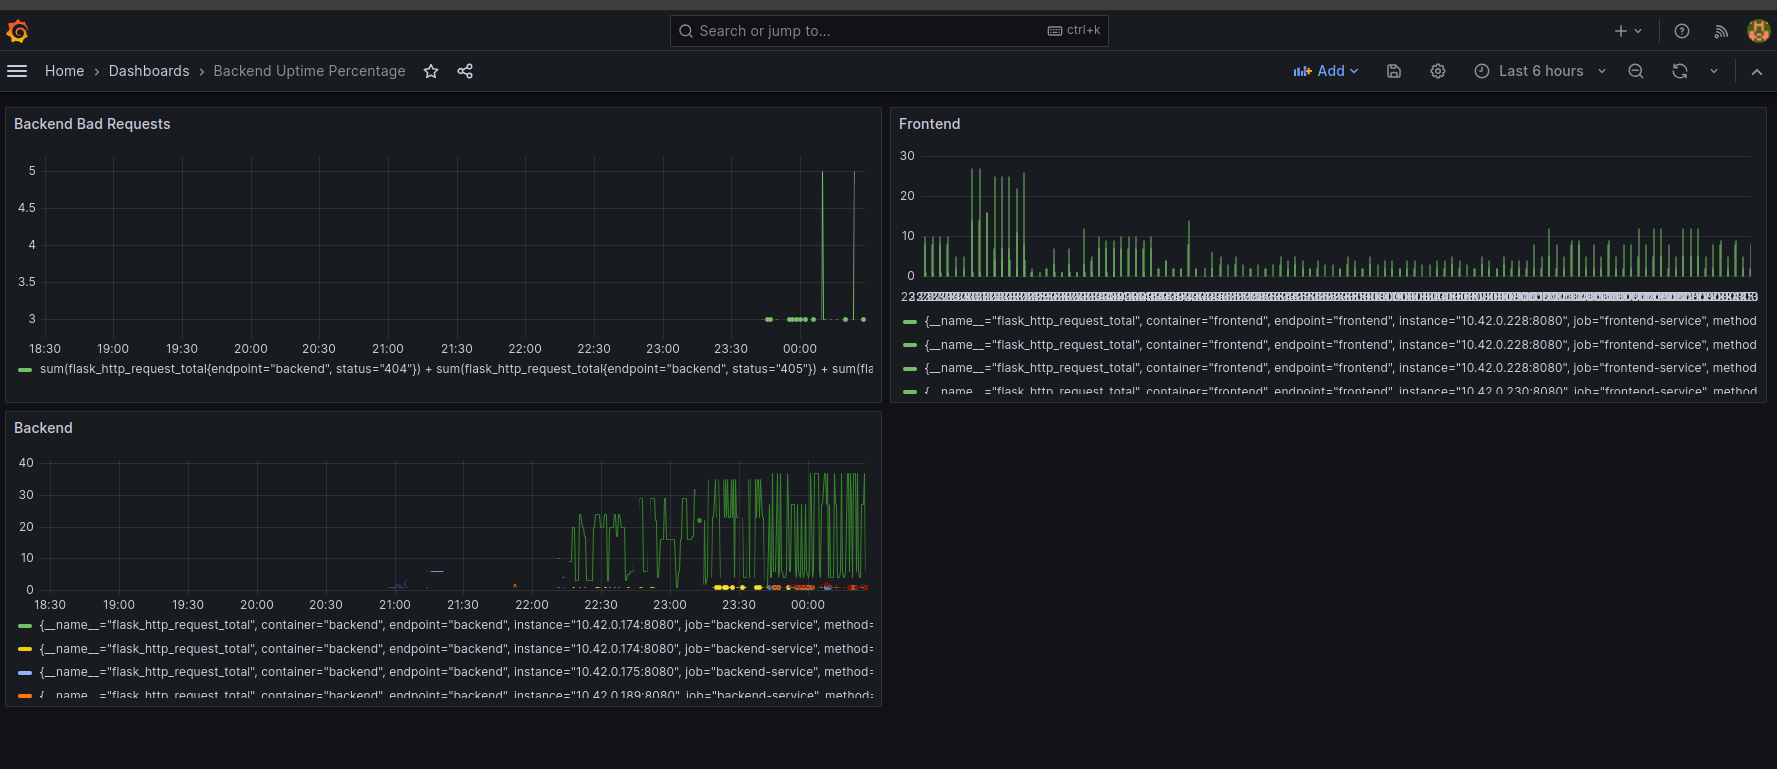 Search or jump to...
ctrl+k
Home
Dashboards
Backend Uptime Percentage
Add
Last 6 hours
Backend Bad Requests
5
4.5
4
3.5
3
18:30 19:00 19:30 20:00 20:30 21:00 21:30 22:00 22:30 23:00 23:30 00:00
sum(flask_http_request_total{endpoint="backend", status="404"}) + sum(flask_http_request_total{endpoint="backend", status="405"}) + sum(fla
Frontend
30
20
10
0
{__name__="flask_http_request_total", container="frontend", endpoint="frontend", instance="10.42.0.228:8080", job="frontend-service", method
{__name__="flask_http_request_total", container="frontend", endpoint="frontend", instance="10.42.0.228:8080", job="frontend-service", method
{__name__="flask_http_request_total", container="frontend", endpoint="frontend", instance="10.42.0.228:8080", job="frontend-service", method
{__name__="flask_http_request_total", container="frontend", endpoint="frontend", instance="10.42.0.230:8080", job="frontend-service", method
Backend
40
30
20
10
0
18:30 19:00 19:30 20:00 20:30 21:00 21:30 22:00 22:30 23:00 23:30 00:00
{__name__="flask_http_request_total", container="backend", endpoint="backend", instance="10.42.0.174:8080", job="backend-service", method=
{__name__="flask_http_request_total", container="backend", endpoint="backend", instance="10.42.0.174:8080", job="backend-service", method=
{__name__="flask_http_request_total", container="backend", endpoint="backend", instance="10.42.0.175:8080", job="backend-service", method=
{__name__="flask_http_request_total", container="backend", endpoint="backend", instance="10.42.0.189:8080", job="backend-service", method=